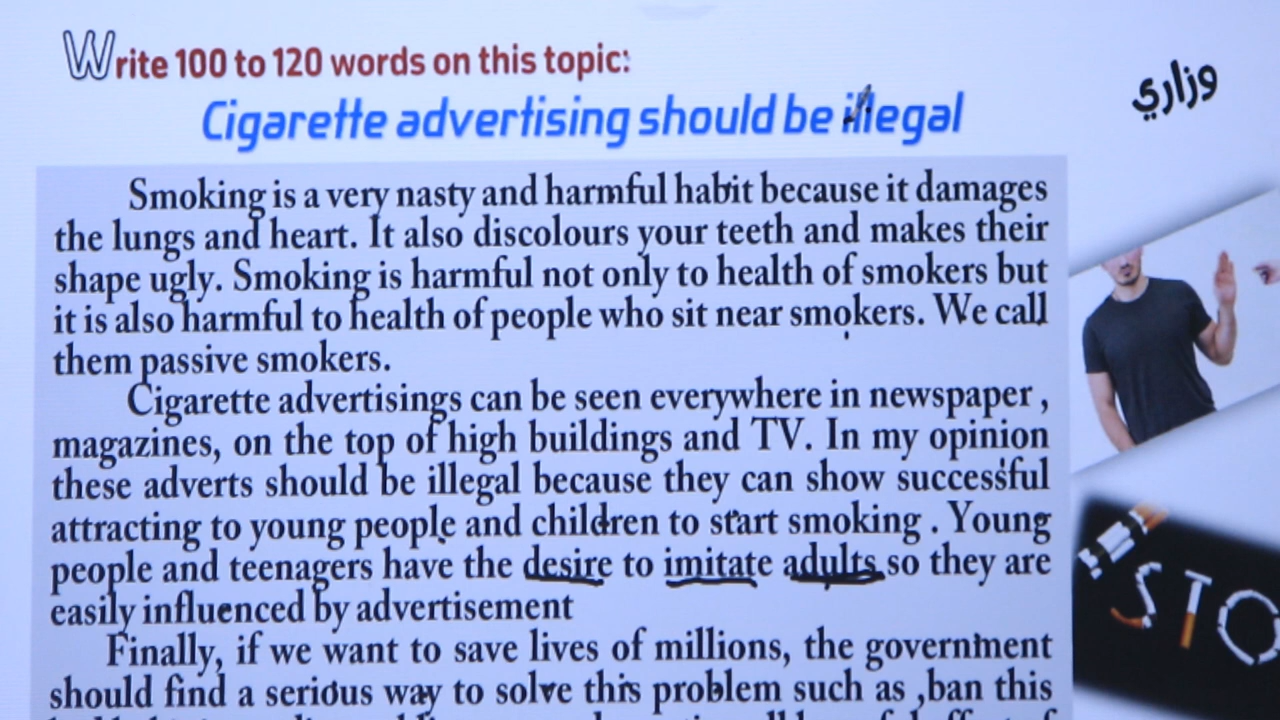 Write 100 to 120 words on this topic:
وزاري
Cigarette advertising should be illegal
Smoking is a very nasty and harmful habit because it damages
the lungs and heart. It also discolours your teeth and makes their
shape ugly. Smoking is harmful not only to health of smokers but
it is also harmful to health of people who sit near smokers. We call
them passive smokers.
Cigarette advertisings can be seen everywhere in newspaper ,
magazines, on the top of high buildings and TV. In my opinion
these adverts should be illegal because they can show successful
attracting to young people and children to start smoking . Young
people and teenagers have the desire to imitate adults so they are
easily influenced by advertisement
Finally, if we want to save lives of millions, the government
should find a serious way to solve this problem such as ,ban this
STO